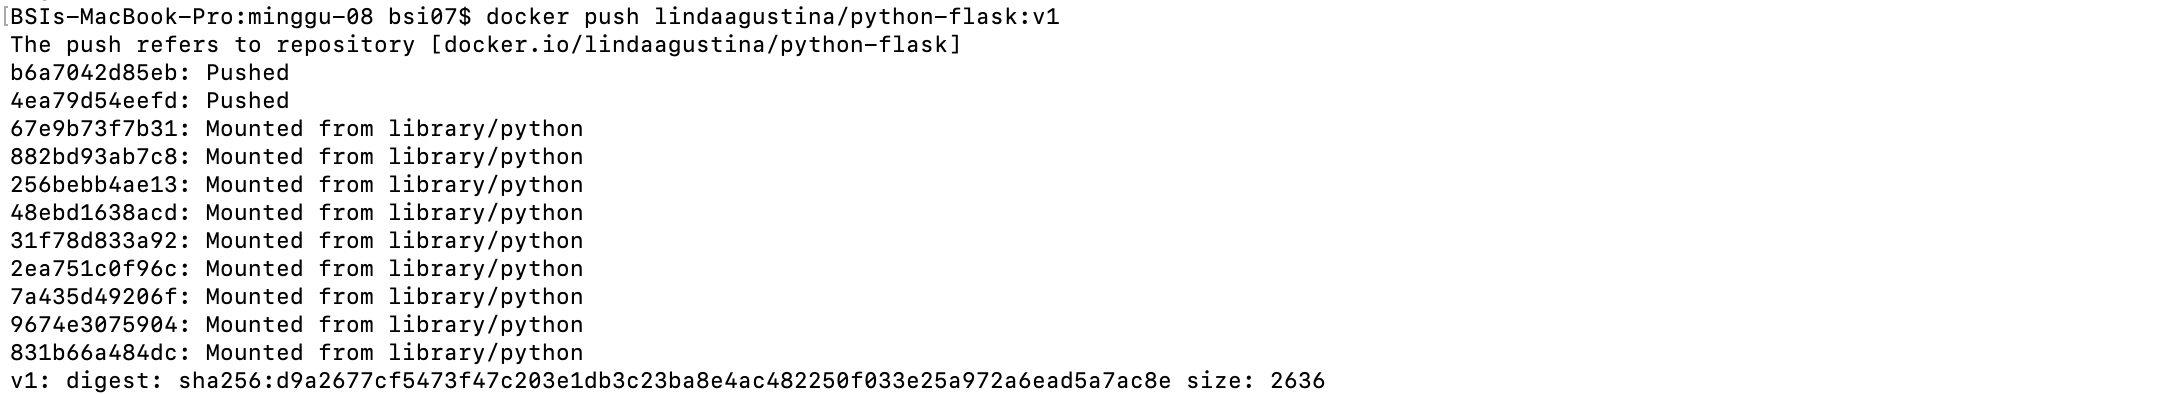 [BSIs-MacBook-Pro:minggu-08 bsi07$ docker push lindaagustina/python-flask:v1
The push refers to repository [docker.io/lindaagustina/python-flask]
b6a7042d85eb: Pushed
4ea79d54eefd: Pushed
67e9b73f7b31: Mounted from library/python
882bd93ab7c8: Mounted from library/python
256bebb4ae13: Mounted from library/python
48ebd1638acd: Mounted from library/python
31f78d833a92: Mounted from library/python
2ea751c0f96c: Mounted from library/python
7a435d49206f: Mounted from library/python
9674e3075904: Mounted from library/python
831b66a484dc: Mounted from library/python
v1: digest: sha256:d9a2677cf5473f47c203e1db3c23ba8e4ac482250f033e25a972a6ead5a7ac8e size: 2636